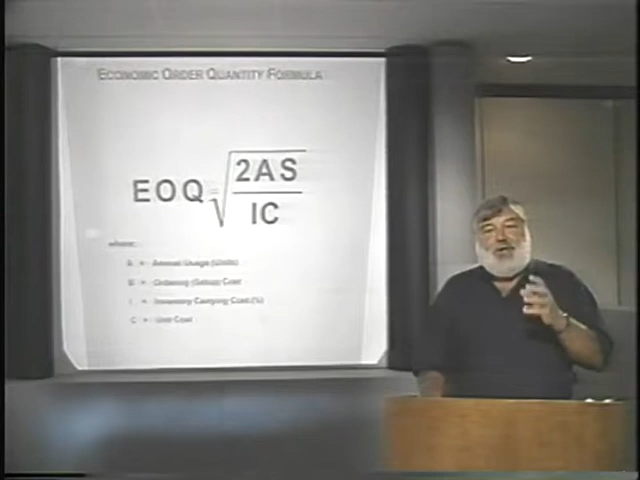 ECONOMIC ORDER QUANTITY FORMULA
EOQ = √ 2AS
IC
where:
A = Annual Usage (Units)
S = Ordering (Setup) Cost
I = Inventory Carrying Cost (%)
C = Unit Cost